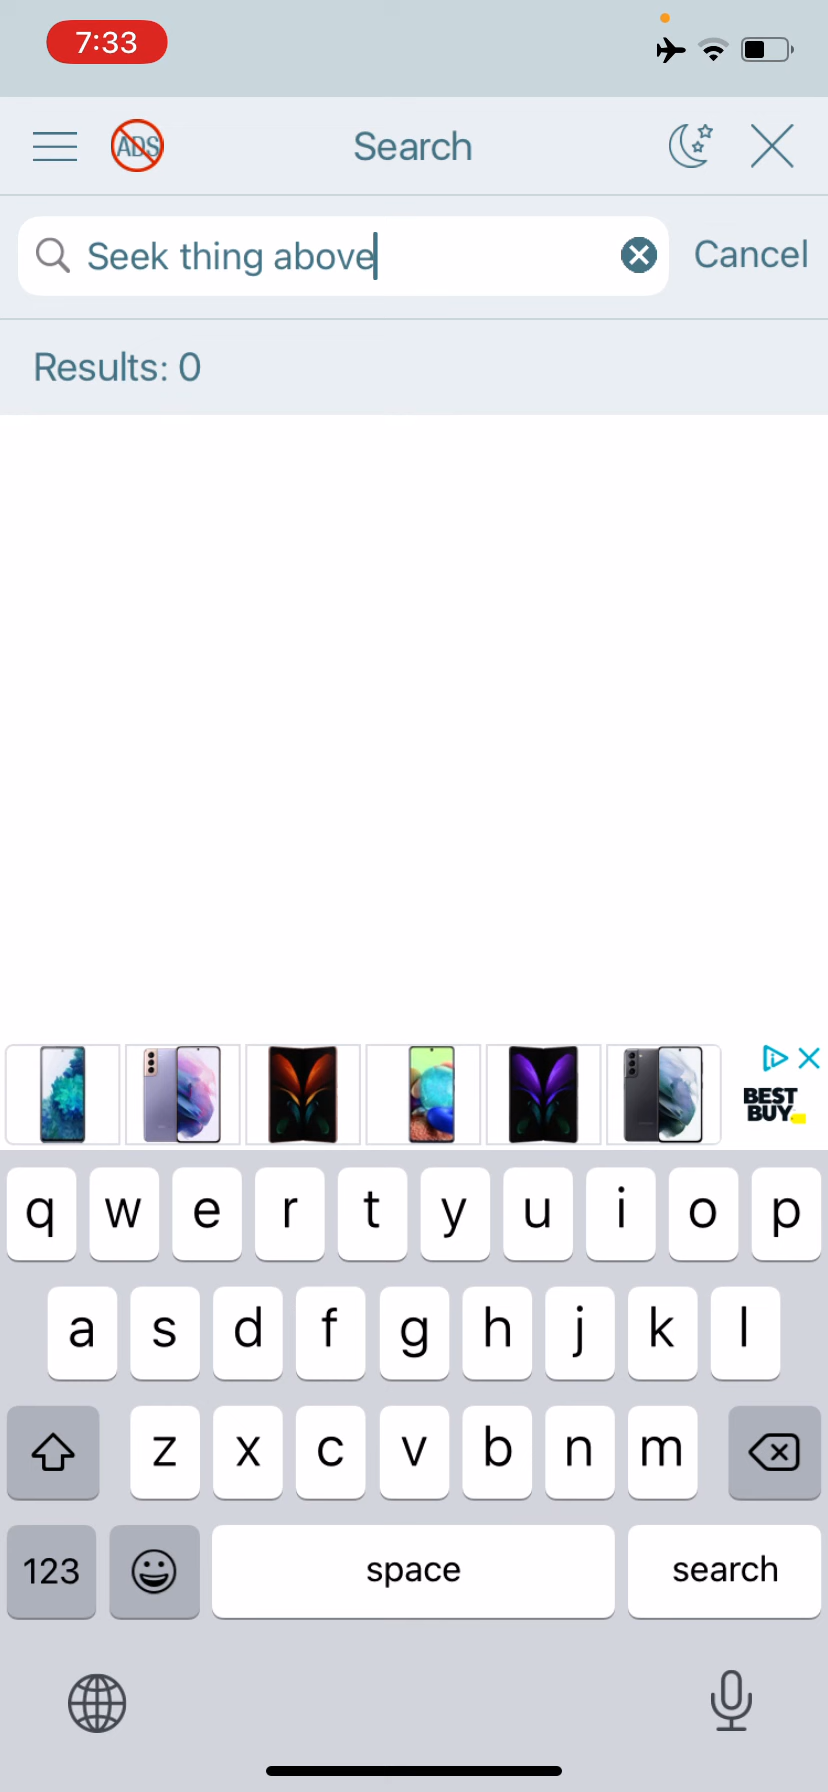 7:33
ADS
Search
Seek thing above
Cancel
Results: 0
BEST
BUY
q w e r t y u i o p
a s d f g h j k l
z x c v b n m
123
space
search